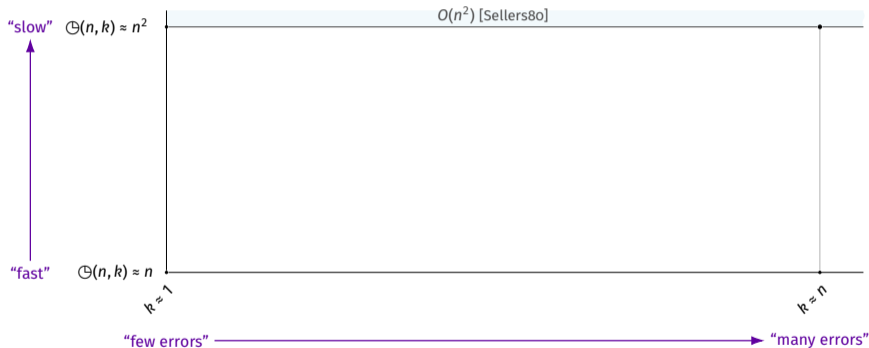 O(n²) [Sellers80]
“slow” ◷(n, k) ≈ n²
“fast” ◷(n, k) ≈ n
k ≈ 1
k ≈ n
“few errors”
“many errors”